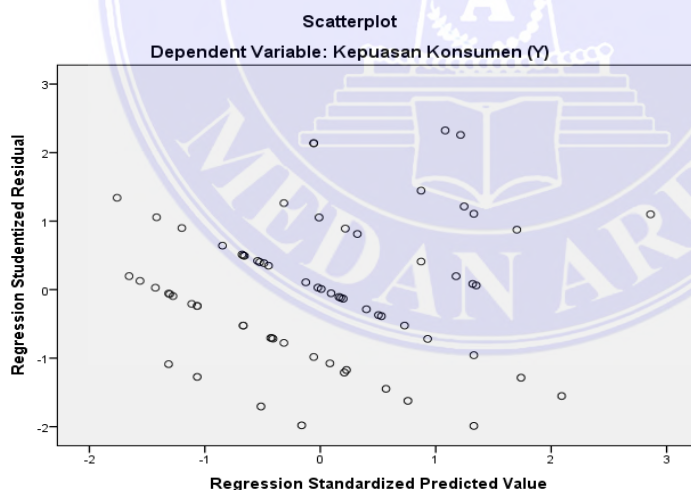 Scatterplot
Dependent Variable: Kepuasan Konsumen (Y)
Regression Studentized Residual
3
2
1
0
-1
-2
-2 -1 0 1 2 3
Regression Standardized Predicted Value
MEDAN AR